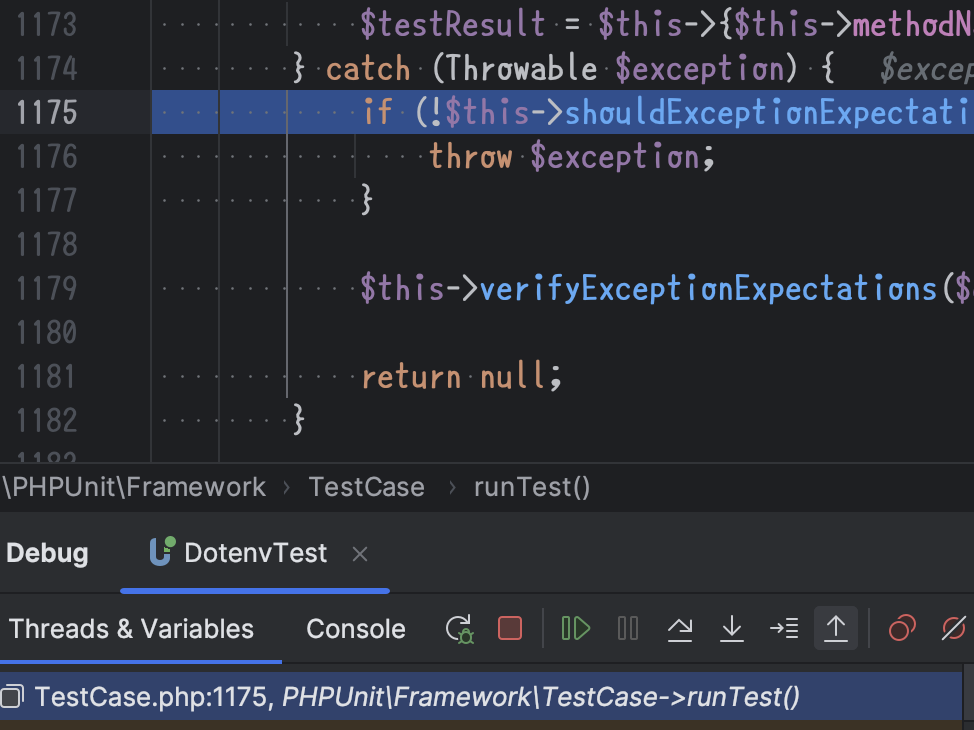 1173 $testResult = $this->{$this->methodN
1174 } catch (Throwable $exception) { $excep
1175 if (!$this->shouldExceptionExpectati
1176 throw $exception;
1177 }
1178
1179 $this->verifyExceptionExpectations($
1180
1181 return null;
1182 }
1183
\PHPUnit\Framework › TestCase › runTest()
Debug DotenvTest ×
Threads & Variables Console
TestCase.php:1175, PHPUnit\Framework\TestCase->runTest()